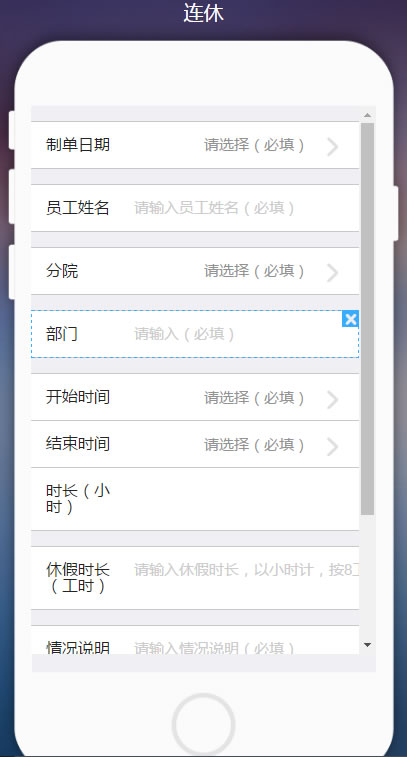 连休
制单日期 请选择（必填）
员工姓名 请输入员工姓名（必填）
分院 请选择（必填）
部门 请输入（必填）
开始时间 请选择（必填）
结束时间 请选择（必填）
时长（小
时）
休假时长 请输入休假时长，以小时计，按8
（工时）
情况说明 请输入情况说明（必填）